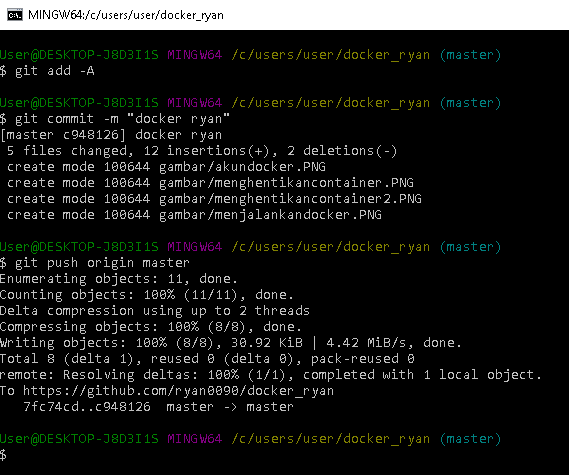 MINGW64:/c/users/user/docker_ryan
User@DESKTOP-J8D3I1S MINGW64 /c/users/user/docker_ryan (master)
$ git add -A
User@DESKTOP-J8D3I1S MINGW64 /c/users/user/docker_ryan (master)
$ git commit -m "docker ryan"
[master c948126] docker ryan
 5 files changed, 12 insertions(+), 2 deletions(-)
 create mode 100644 gambar/akundocker.PNG
 create mode 100644 gambar/menghentikancontainer.PNG
 create mode 100644 gambar/menghentikancontainer2.PNG
 create mode 100644 gambar/menjalankandocker.PNG
User@DESKTOP-J8D3I1S MINGW64 /c/users/user/docker_ryan (master)
$ git push origin master
Enumerating objects: 11, done.
Counting objects: 100% (11/11), done.
Delta compression using up to 2 threads
Compressing objects: 100% (8/8), done.
Writing objects: 100% (8/8), 30.92 KiB | 4.42 MiB/s, done.
Total 8 (delta 1), reused 0 (delta 0), pack-reused 0
remote: Resolving deltas: 100% (1/1), completed with 1 local object.
To https://github.com/ryan0090/docker_ryan
   7fc74cd..c948126  master -> master
User@DESKTOP-J8D3I1S MINGW64 /c/users/user/docker_ryan (master)
$